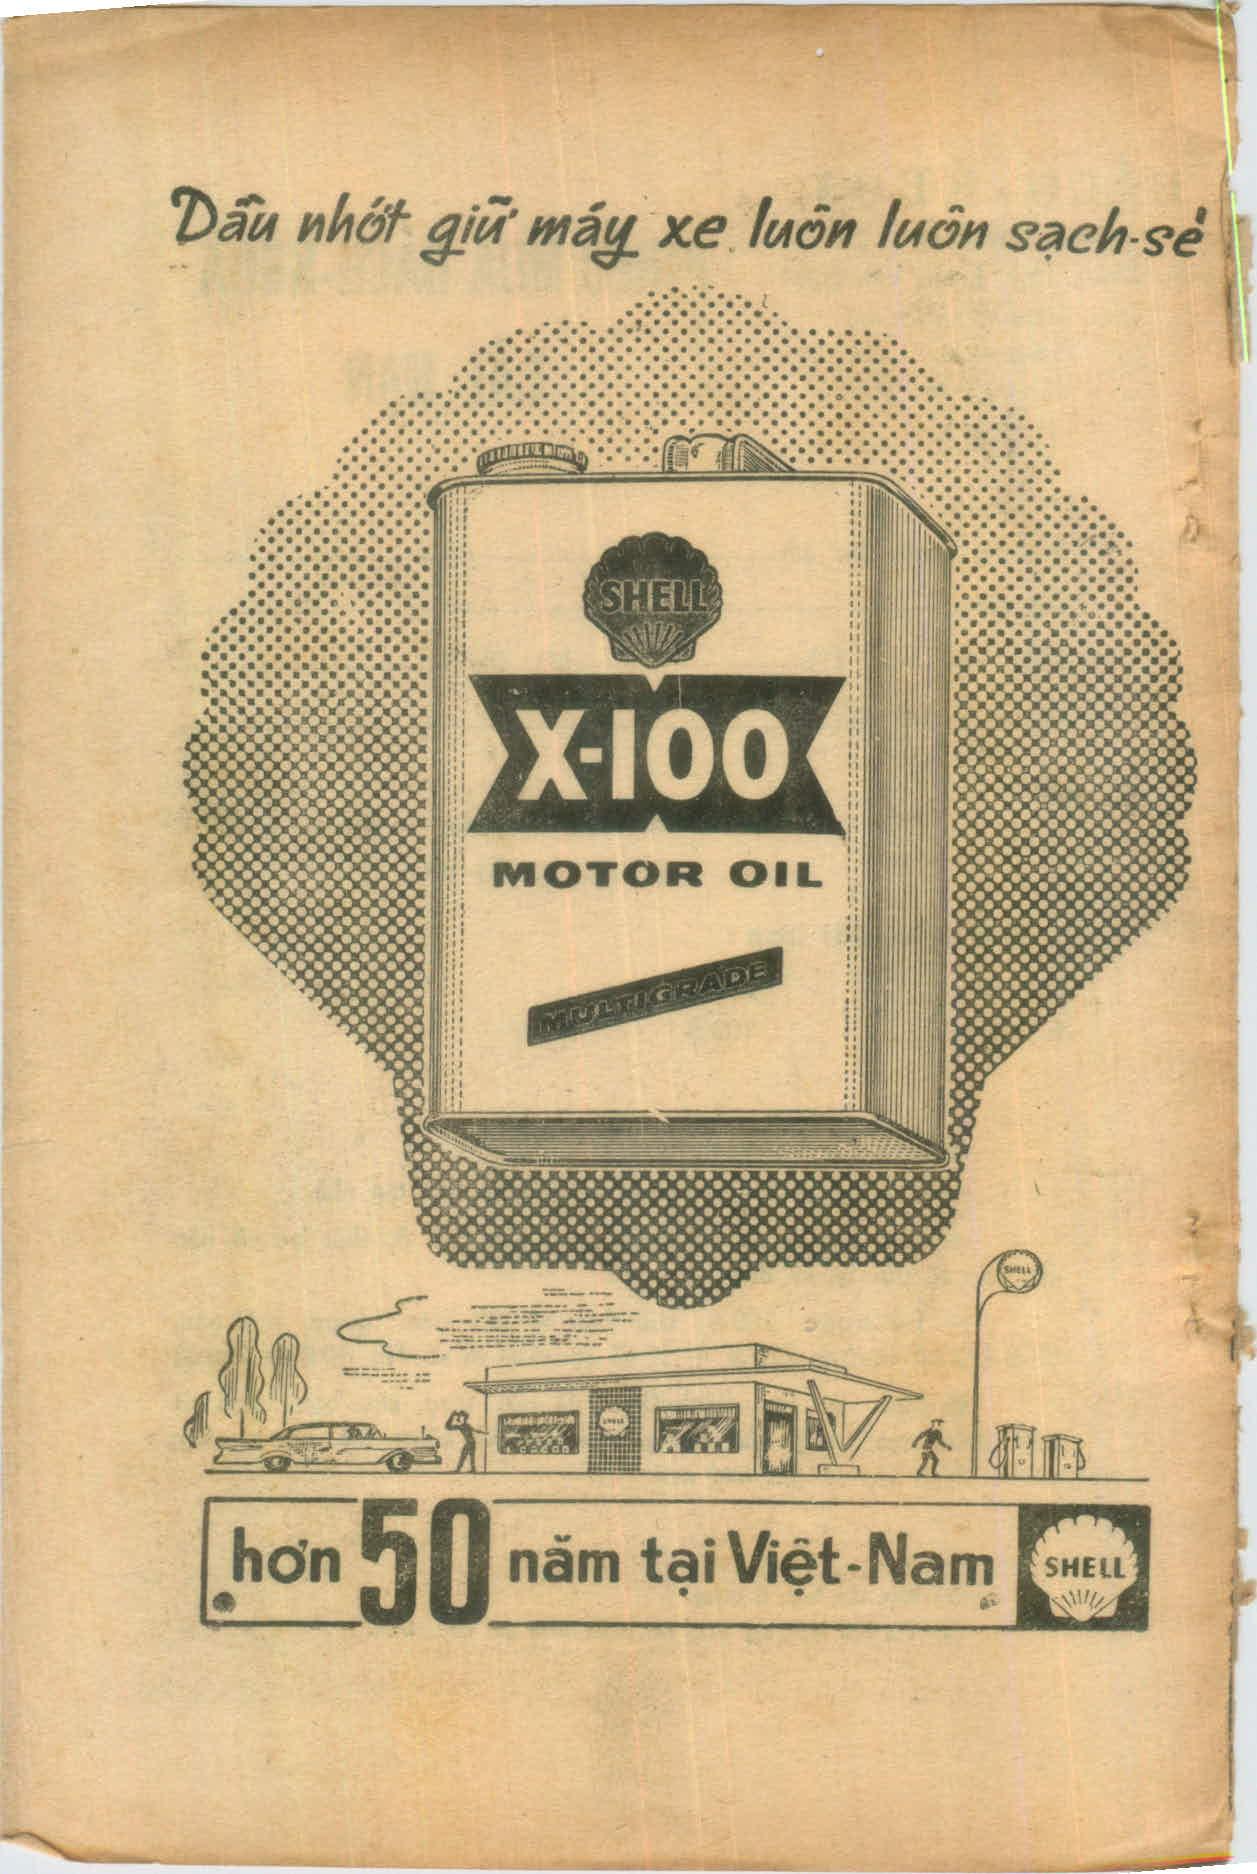 Dầu nhớt giữ máy xe luôn luôn sạch-sẽ
SHELL
X-100
MOTOR OIL
MULTIGRADE
SHELL
SHELL
hơn 50 năm tại Việt-Nam
SHELL